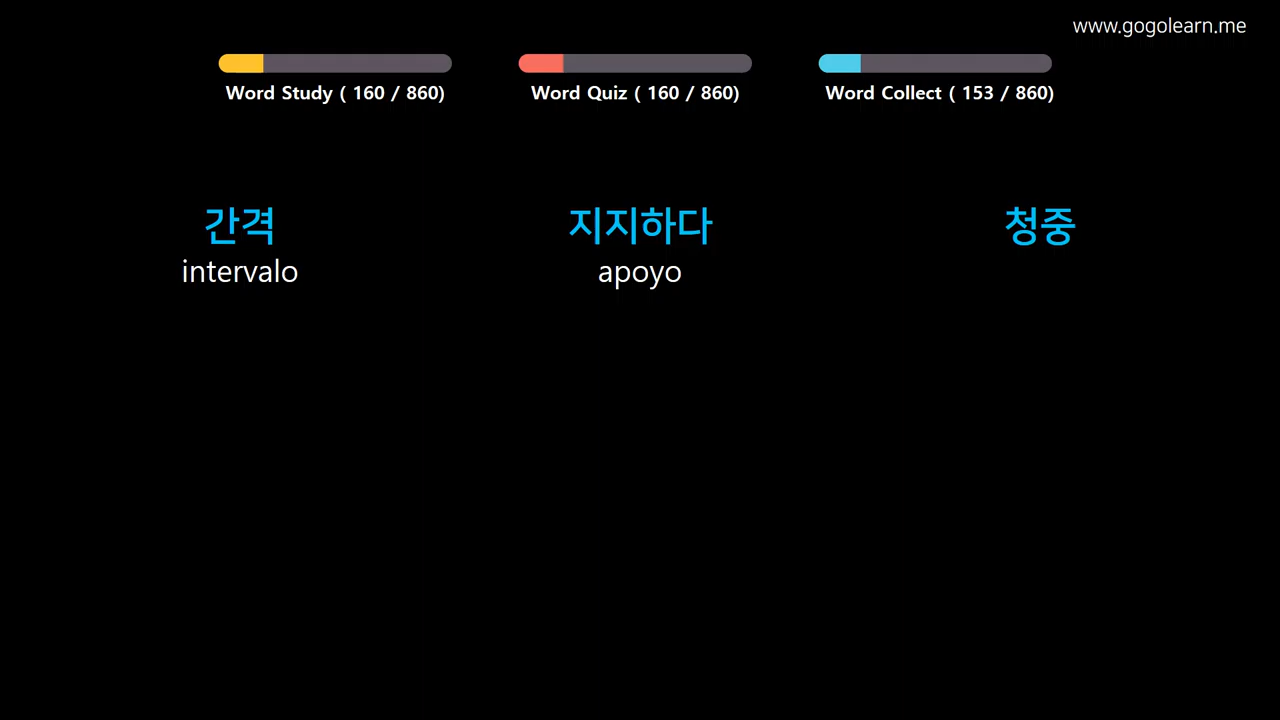 www.gogolearn.me
Word Study ( 160 / 860)
Word Quiz ( 160 / 860)
Word Collect ( 153 / 860)
간격
intervalo
지지하다
apoyo
청중